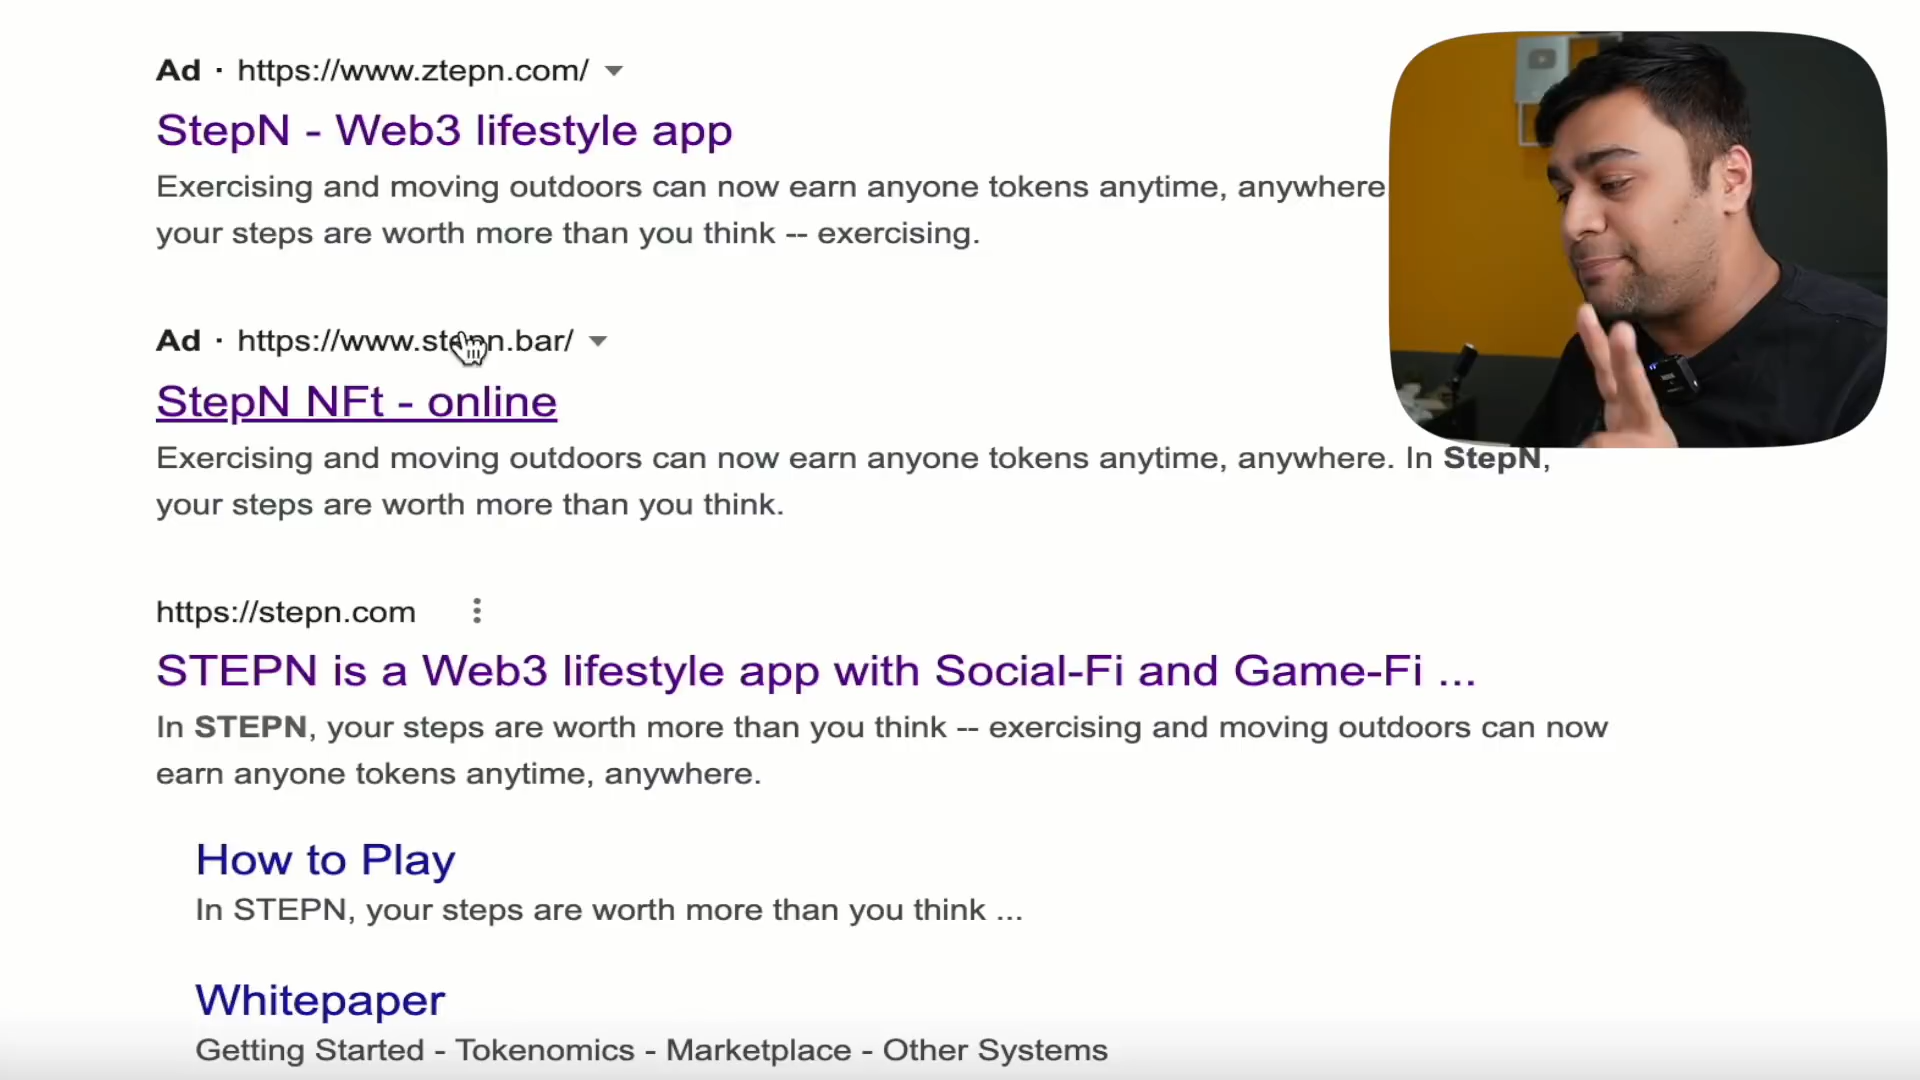 Ad · https://www.ztepn.com/
StepN - Web3 lifestyle app
Exercising and moving outdoors can now earn anyone tokens anytime, anywhere
your steps are worth more than you think -- exercising.
Ad · https://www.stepn.bar/
StepN NFt - online
Exercising and moving outdoors can now earn anyone tokens anytime, anywhere. In StepN,
your steps are worth more than you think.
https://stepn.com
STEPN is a Web3 lifestyle app with Social-Fi and Game-Fi ...
In STEPN, your steps are worth more than you think -- exercising and moving outdoors can now
earn anyone tokens anytime, anywhere.
How to Play
In STEPN, your steps are worth more than you think ...
Whitepaper
Getting Started - Tokenomics - Marketplace - Other Systems